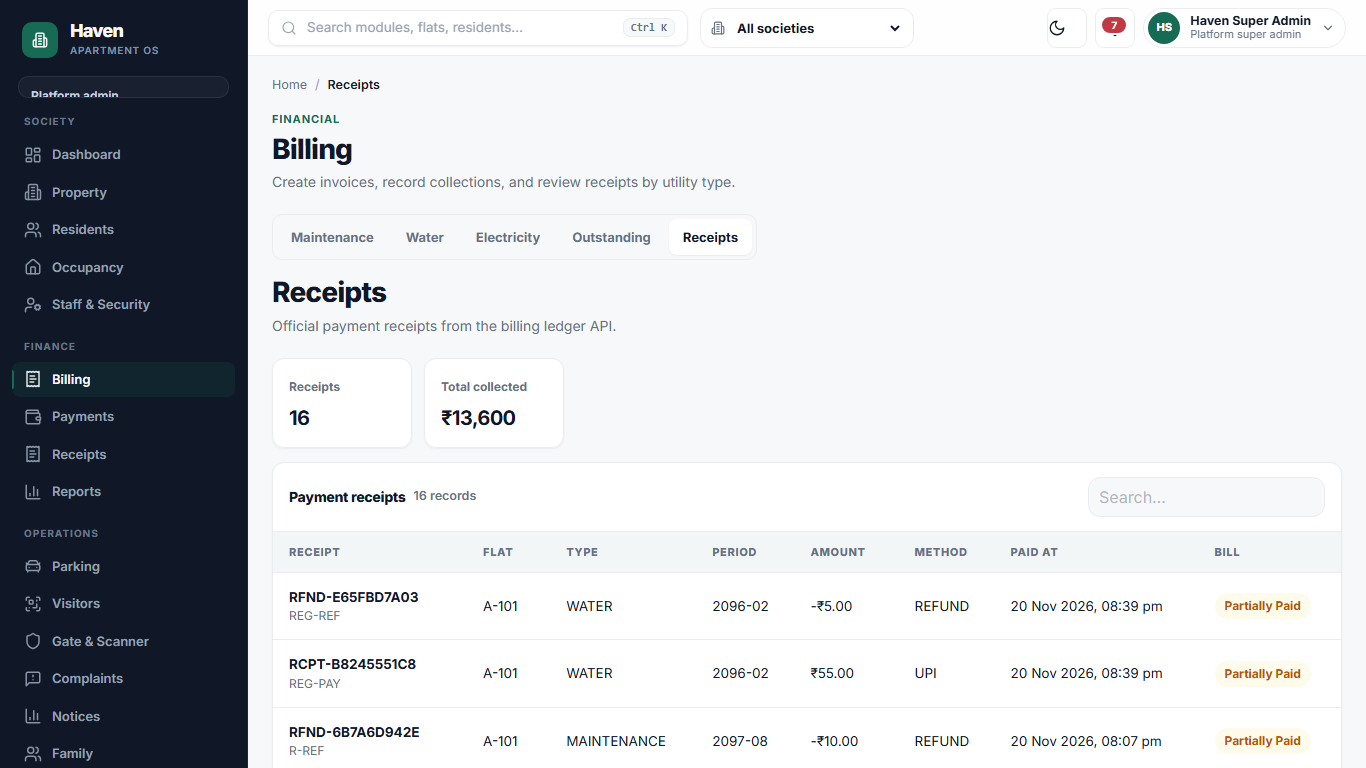 Haven
APARTMENT OS
Platform admin
SOCIETY
Dashboard
Property
Residents
Occupancy
Staff & Security
FINANCE
Billing
Payments
Receipts
Reports
OPERATIONS
Parking
Visitors
Gate & Scanner
Complaints
Notices
Family
Search modules, flats, residents... Ctrl K
All societies
7
HS
Haven Super Admin
Platform super admin
Home / Receipts
FINANCIAL
Billing
Create invoices, record collections, and review receipts by utility type.
Maintenance Water Electricity Outstanding Receipts
Receipts
Official payment receipts from the billing ledger API.
Receipts
16
Total collected
₹13,600
Payment receipts 16 records
Search...
RECEIPT FLAT TYPE PERIOD AMOUNT METHOD PAID AT BILL
RFND-E65FBD7A03
REG-REF
A-101 WATER 2096-02 -₹5.00 REFUND 20 Nov 2026, 08:39 pm Partially Paid
RCPT-B8245551C8
REG-PAY
A-101 WATER 2096-02 ₹55.00 UPI 20 Nov 2026, 08:39 pm Partially Paid
RFND-6B7A6D942E
R-REF
A-101 MAINTENANCE 2097-08 -₹10.00 REFUND 20 Nov 2026, 08:07 pm Partially Paid